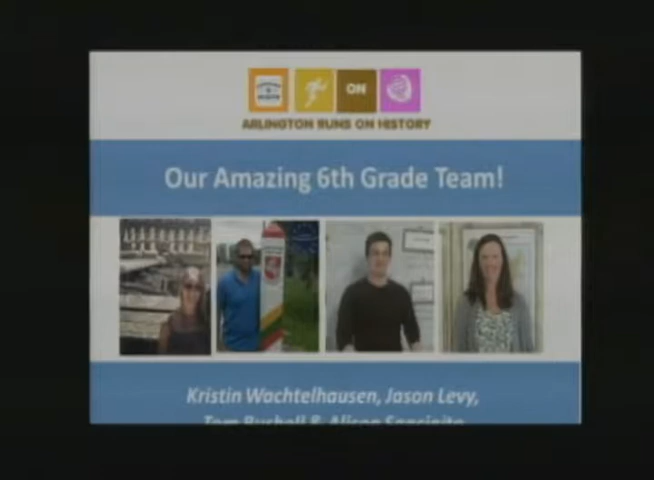 ON
ARLINGTON RUNS ON HISTORY
Our Amazing 6th Grade Team!
Kristin Wachtelhausen, Jason Levy,
&